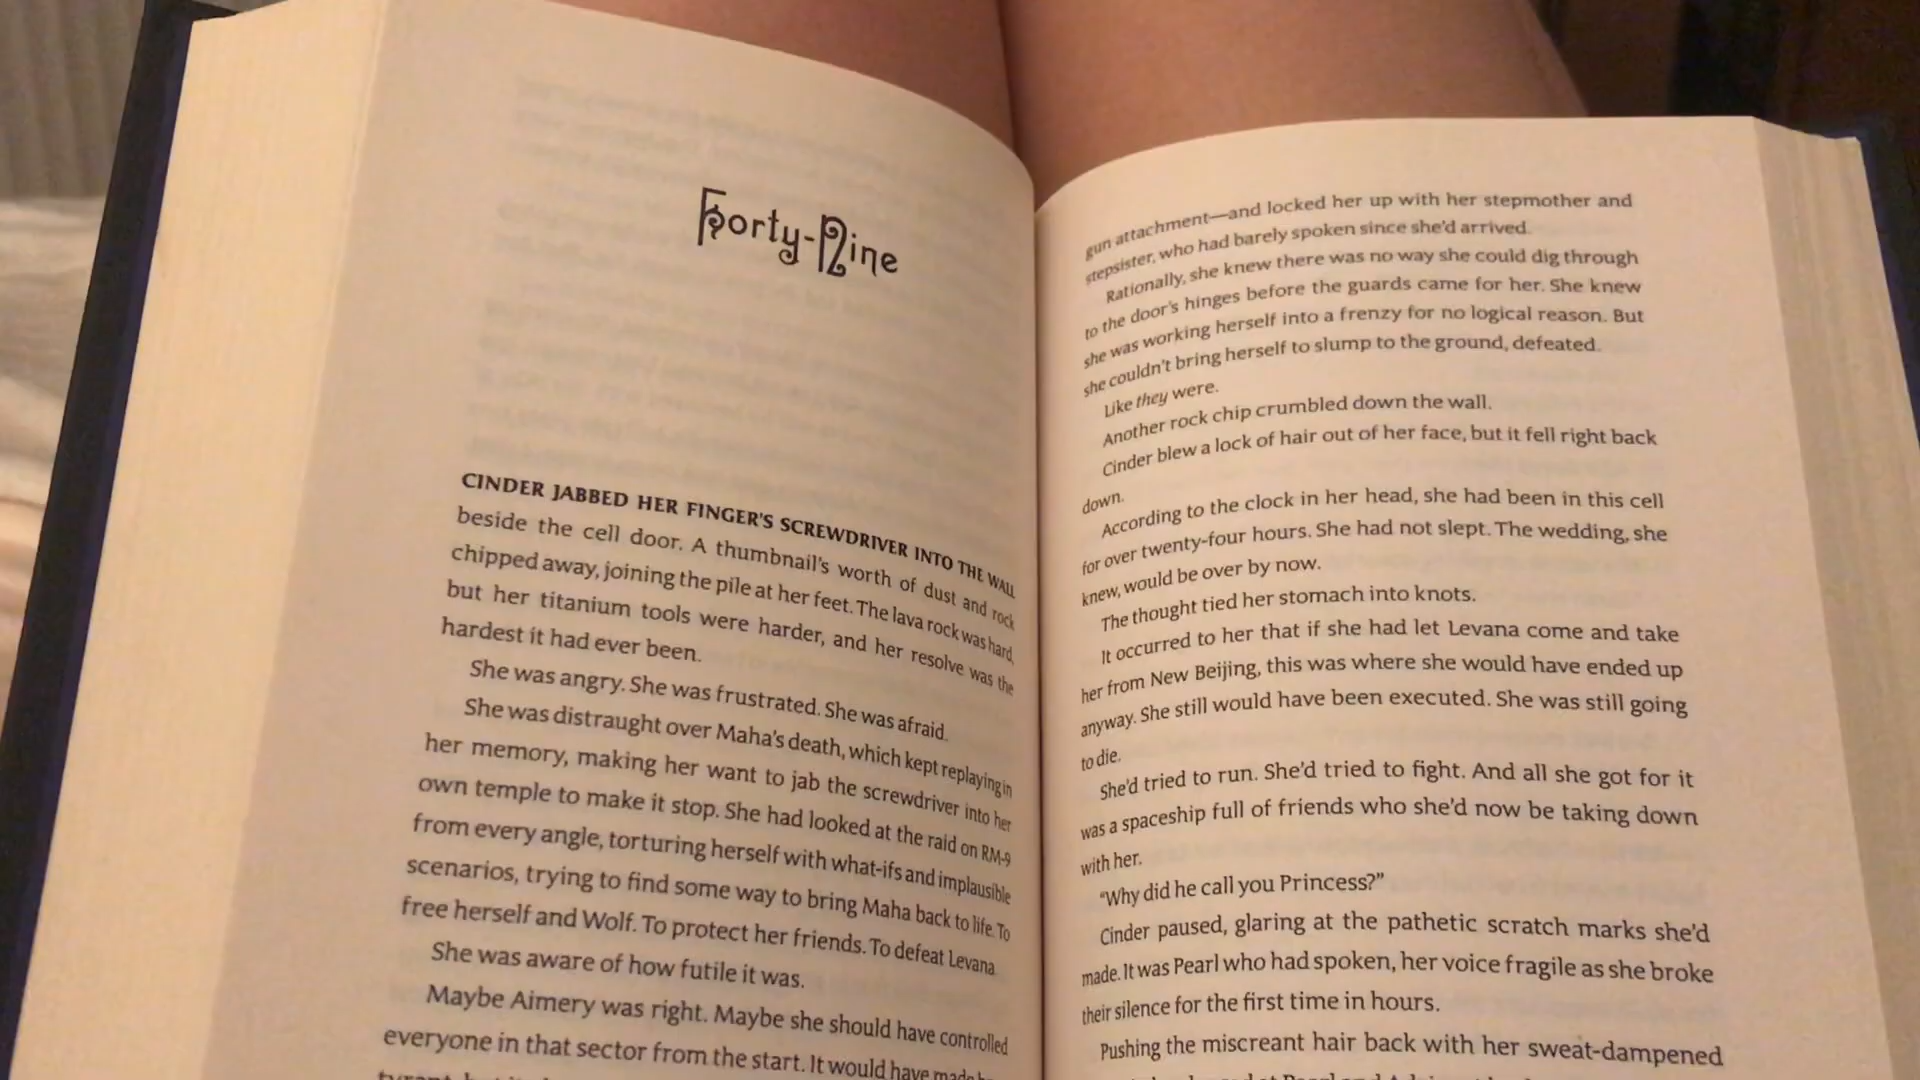 Forty-Nine
CINDER JABBED HER FINGER'S SCREWDRIVER INTO THE WALL
beside the cell door. A thumbnail's worth of dust and rock
chipped away, joining the pile at her feet. The lava rock was hard,
but her titanium tools were harder, and her resolve was the
hardest it had ever been.
She was angry. She was frustrated. She was afraid.
She was distraught over Maha's death, which kept replaying in
her memory, making her want to jab the screwdriver into her
own temple to make it stop. She had looked at the raid on RM-9
from every angle, torturing herself with what-ifs and implausible
scenarios, trying to find some way to bring Maha back to life. To
free herself and Wolf. To protect her friends. To defeat Levana.
She was aware of how futile it was.
Maybe Aimery was right. Maybe she should have controlled
everyone in that sector from the start. It would have made
gun attachment—and locked her up with her stepmother and
stepsister, who had barely spoken since she'd arrived.
Rationally, she knew there was no way she could dig through
to the door's hinges before the guards came for her. She knew
she was working herself into a frenzy for no logical reason. But
she couldn't bring herself to slump to the ground, defeated.
Like they were.
Another rock chip crumbled down the wall.
Cinder blew a lock of hair out of her face, but it fell right back
down.
According to the clock in her head, she had been in this cell
for over twenty-four hours. She had not slept. The wedding, she
knew, would be over by now.
The thought tied her stomach into knots.
It occurred to her that if she had let Levana come and take
her from New Beijing, this was where she would have ended up
anyway. She still would have been executed. She was still going
to die.
She'd tried to run. She'd tried to fight. And all she got for it
was a spaceship full of friends who she'd now be taking down
with her.
"Why did he call you Princess?"
Cinder paused, glaring at the pathetic scratch marks she'd
made. It was Pearl who had spoken, her voice fragile as she broke
their silence for the first time in hours.
Pushing the miscreant hair back with her sweat-dampened